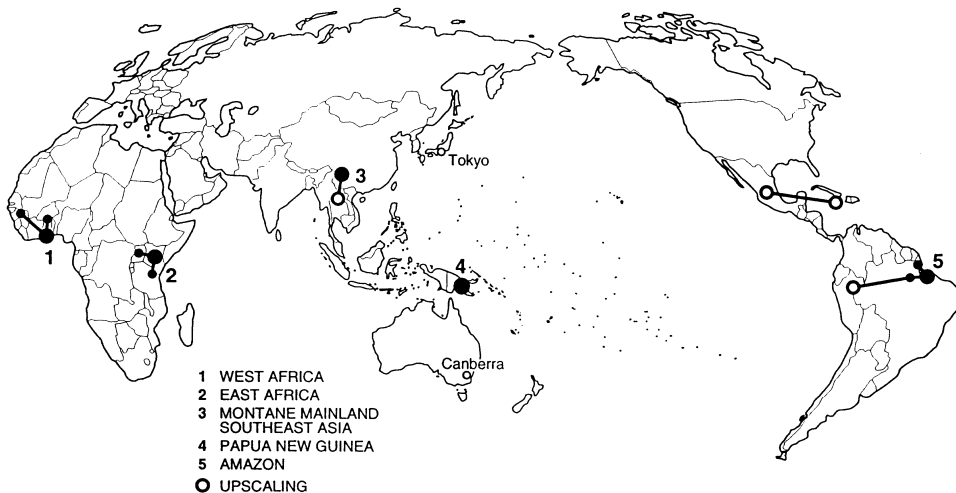 Tokyo
3
1
2
4
5
Canberra
1 WEST AFRICA
2 EAST AFRICA
3 MONTANE MAINLAND
SOUTHEAST ASIA
4 PAPUA NEW GUINEA
5 AMAZON
UPSCALING